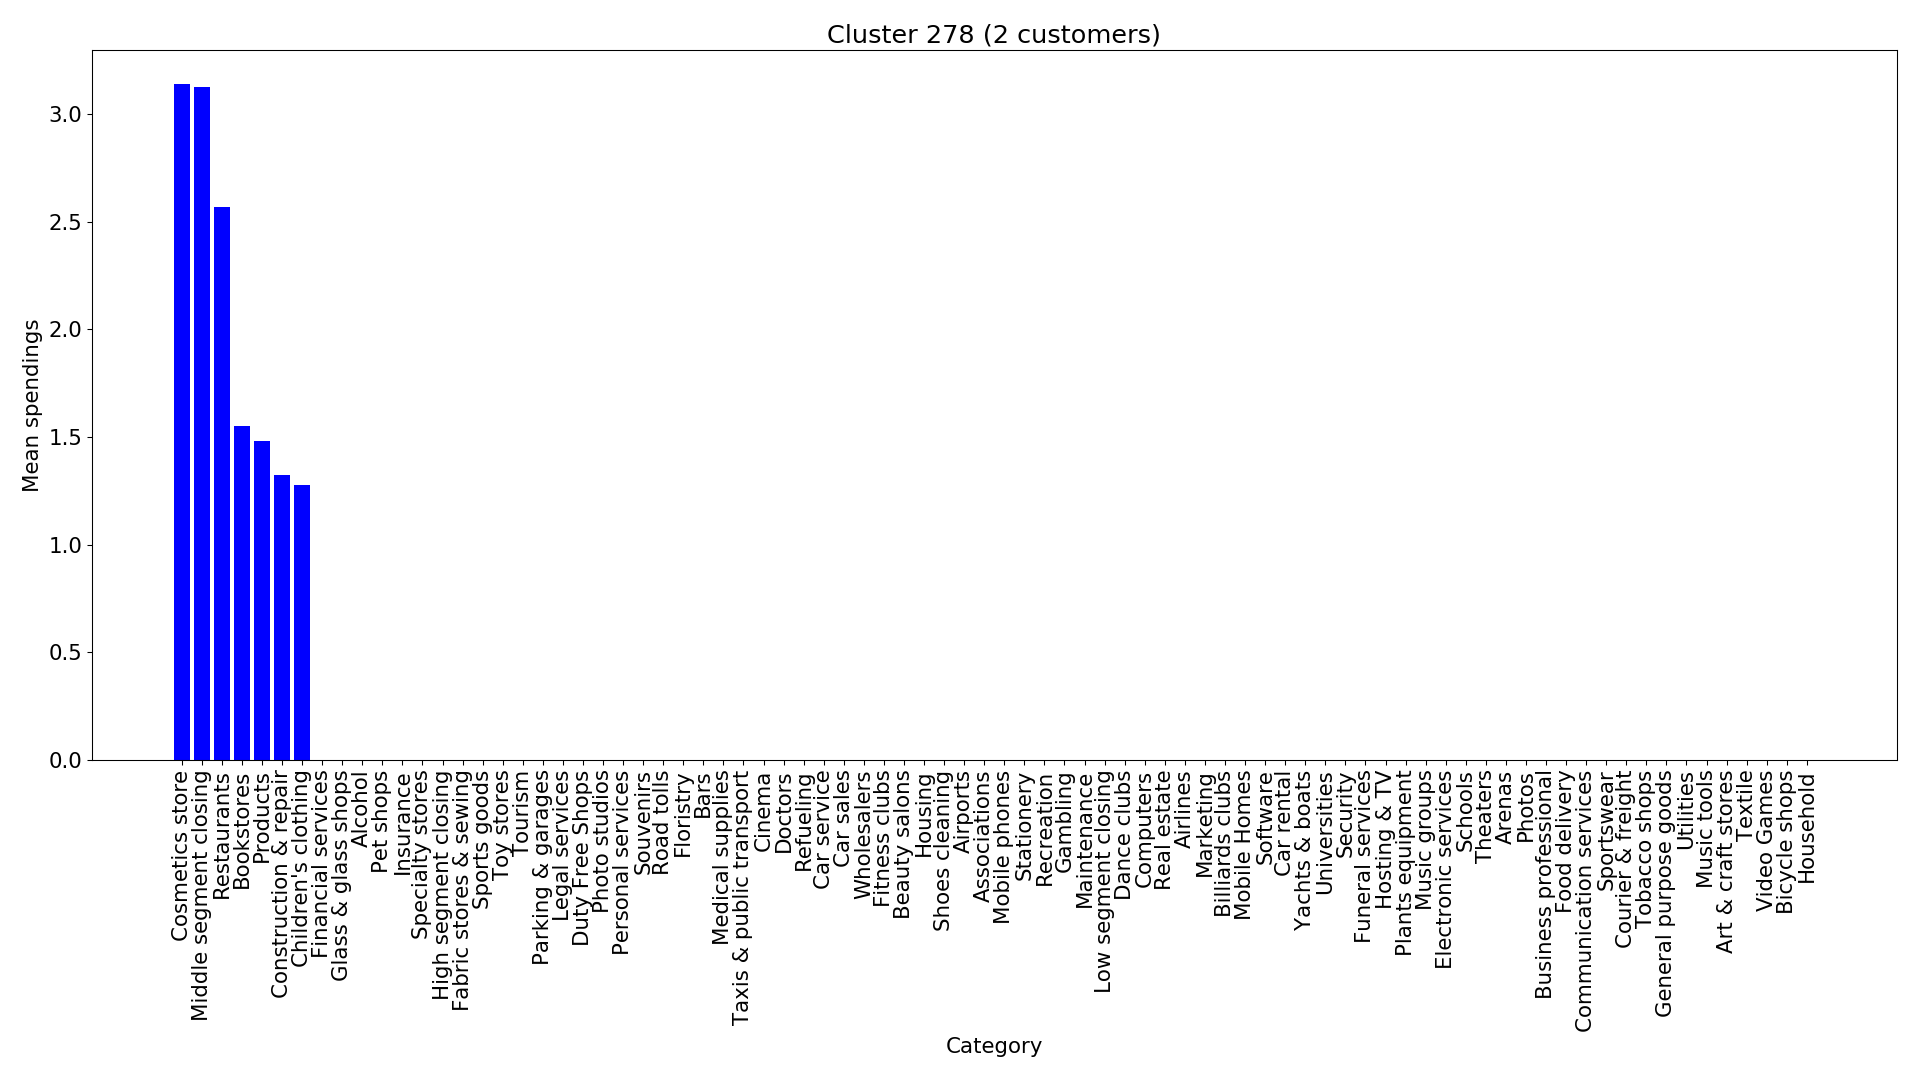 Cluster 278 (2 customers)
Mean spendings
3.0
2.5
2.0
1.5
1.0
0.5
0.0
Cosmetics store
Middle segment closing
Restaurants
Bookstores
Products
Construction & repair
Children's clothing
Financial services
Glass & glass shops
Alcohol
Pet shops
Insurance
Specialty stores
High segment closing
Fabric stores & sewing
Sports goods
Toy stores
Tourism
Parking & garages
Legal services
Duty Free Shops
Photo studios
Personal services
Souvenirs
Road tolls
Floristry
Bars
Medical supplies
Taxis & public transport
Cinema
Doctors
Refueling
Car service
Car sales
Wholesalers
Fitness clubs
Beauty salons
Housing
Shoes cleaning
Airports
Associations
Mobile phones
Stationery
Recreation
Gambling
Maintenance
Low segment closing
Dance clubs
Computers
Real estate
Airlines
Marketing
Billiards clubs
Mobile Homes
Software
Car rental
Yachts & boats
Universities
Security
Funeral services
Hosting & TV
Plants equipment
Music groups
Electronic services
Schools
Theaters
Arenas
Photos
Business professional
Food delivery
Communication services
Sportswear
Courier & freight
Tobacco shops
General purpose goods
Utilities
Music tools
Art & craft stores
Textile
Video Games
Bicycle shops
Household
Category